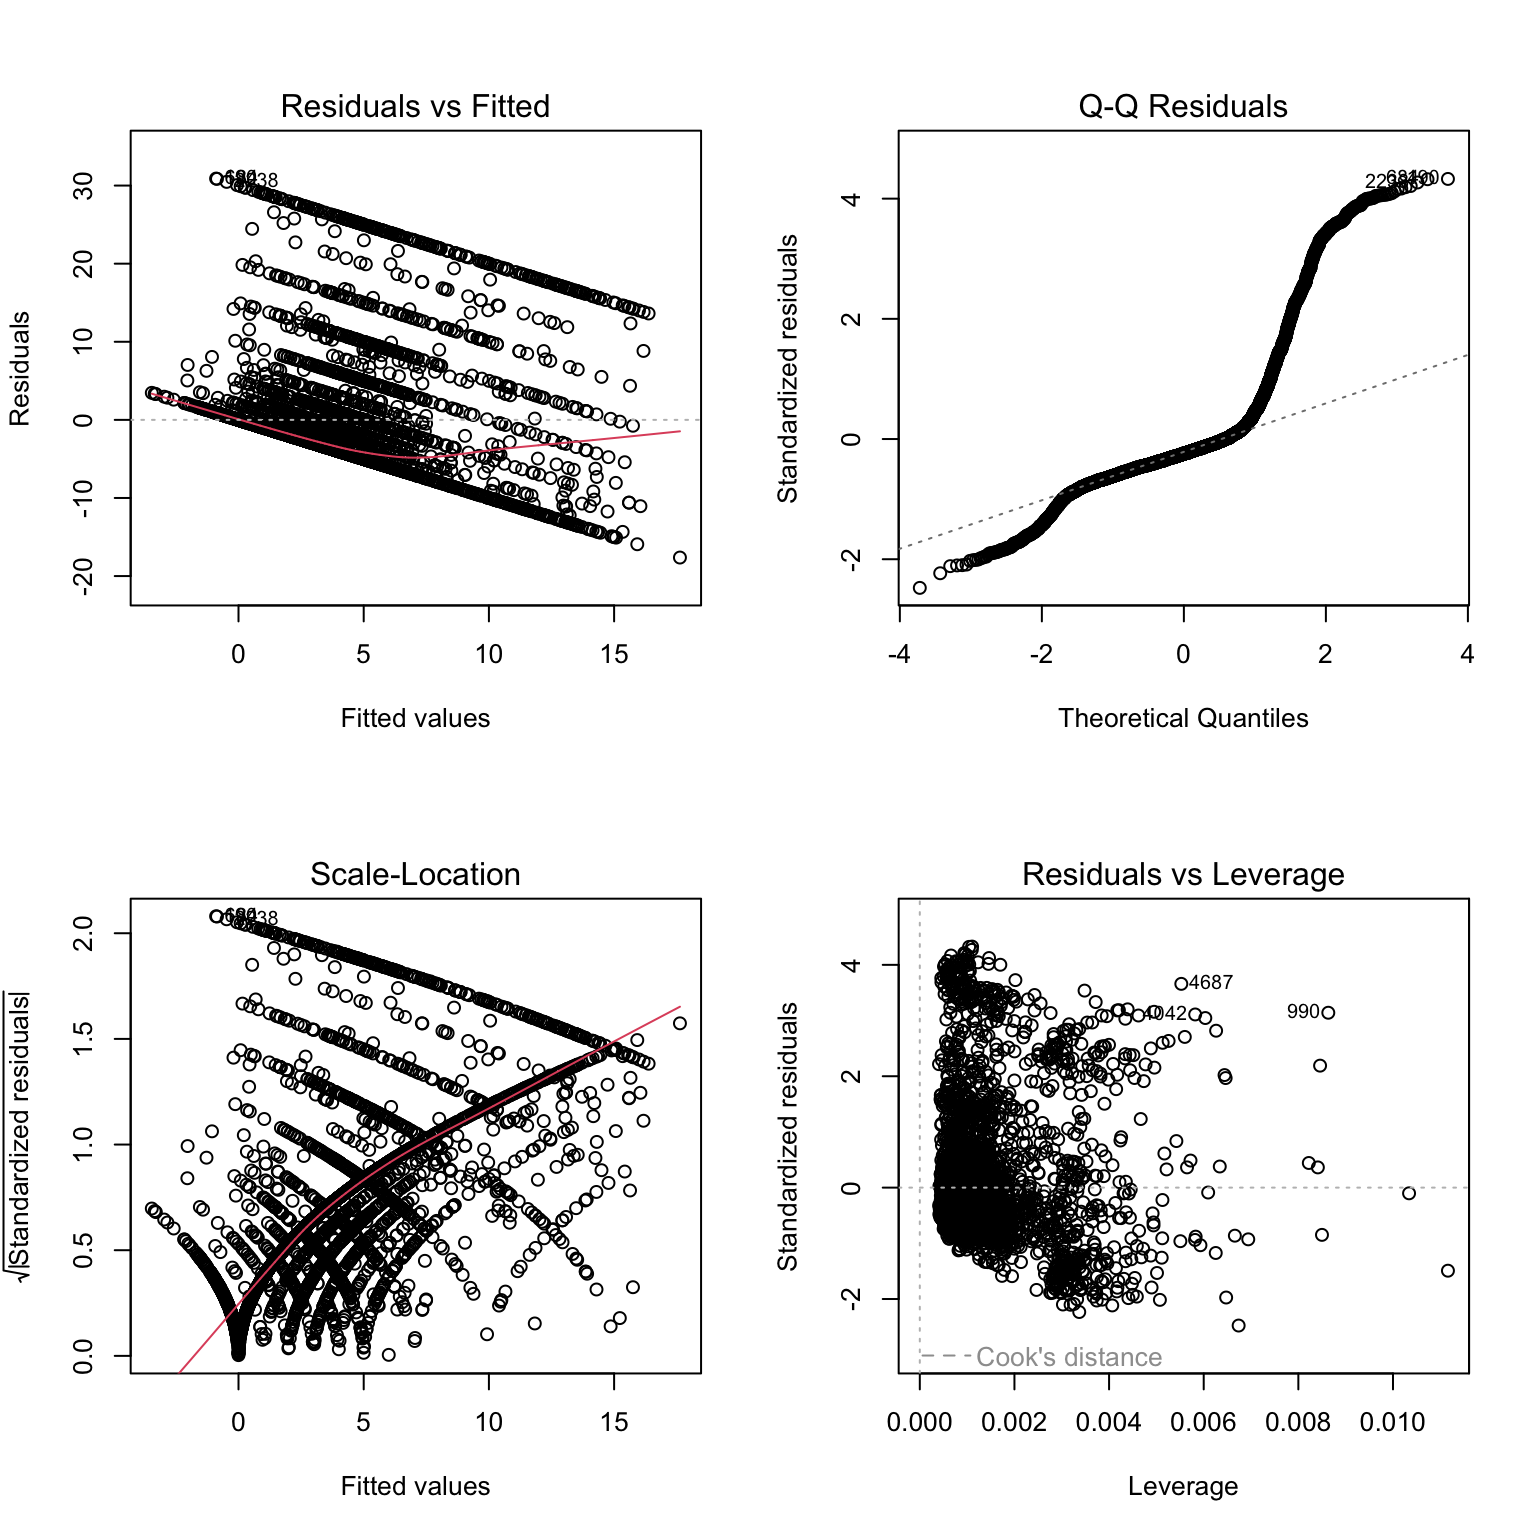 Residuals vs Fitted
Residuals
30
20
10
0
-10
-20
0 5 10 15
Fitted values
Q-Q Residuals
Standardized residuals
4
2
0
-2
-4 -2 0 2 4
Theoretical Quantiles
Scale-Location
√|Standardized residuals|
2.0
1.5
1.0
0.5
0.0
0 5 10 15
Fitted values
Residuals vs Leverage
Standardized residuals
4
2
0
-2
4687
990
Cook's distance
0.000 0.002 0.004 0.006 0.008 0.010
Leverage